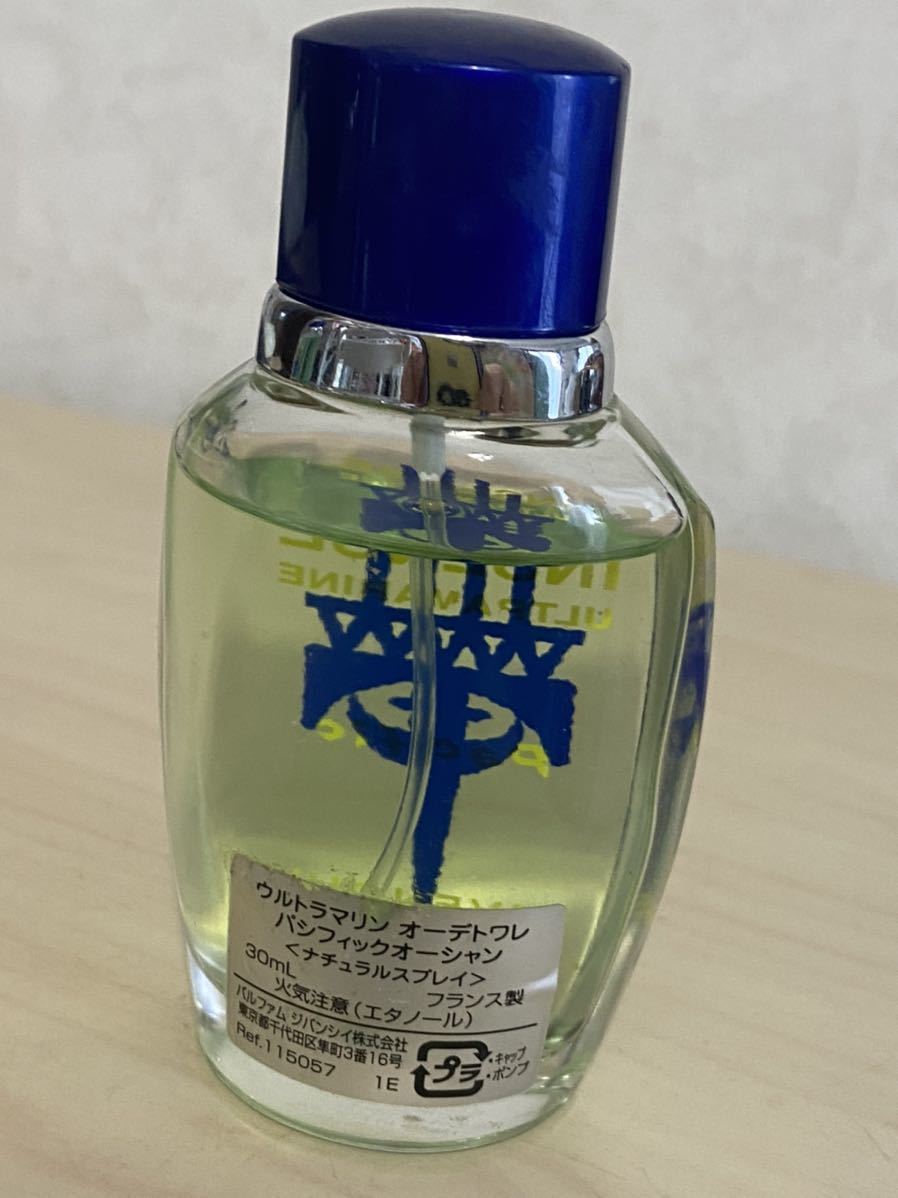 INSENSE
ULTRAMARINE
Pacific
ウルトラマリン オーデトワレ
パシフィックオーシャン
＜ナチュラルスプレイ＞
30mL フランス製
火気注意(エタノール)
パルファム ジバンシイ株式会社
東京都千代田区隼町3番16号
Ref.115057 1E
プラ
・キャップ
・ポンプ